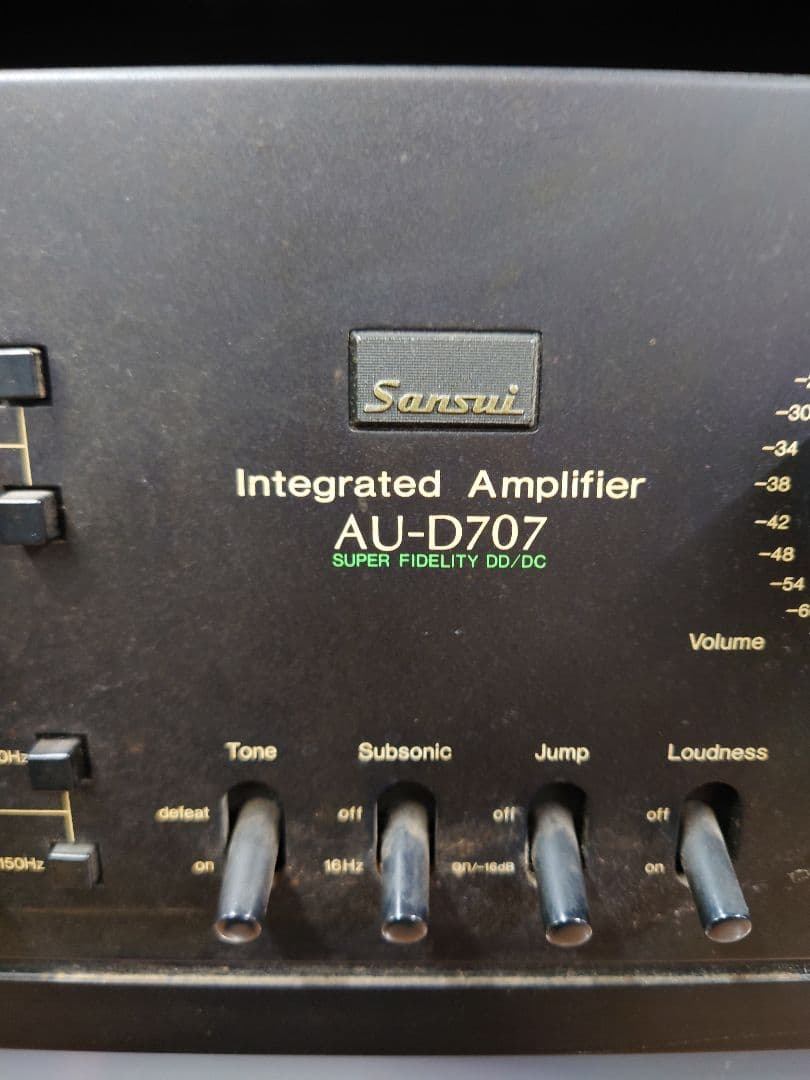 Sansui
Integrated Amplifier
AU-D707
SUPER FIDELITY DD/DC
-30
-34
-38
-42
-48
-54
Volume
Tone
Subsonic
Jump
Loudness
defeat
off
off
off
on
16Hz
on/-16dB
on
150Hz